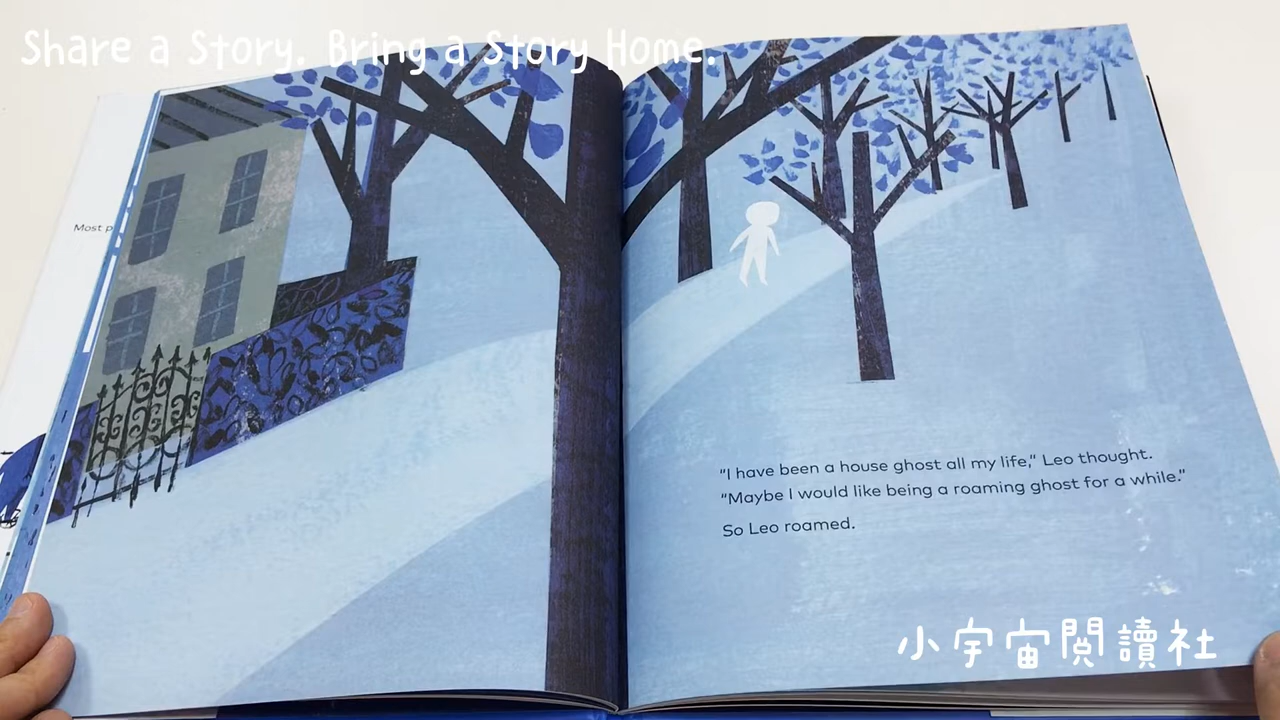 Share a Story. Bring a Story Home.
Most p
"I have been a house ghost all my life," Leo thought.
"Maybe I would like being a roaming ghost for a while."
So Leo roamed.
小宇宙閱讀社